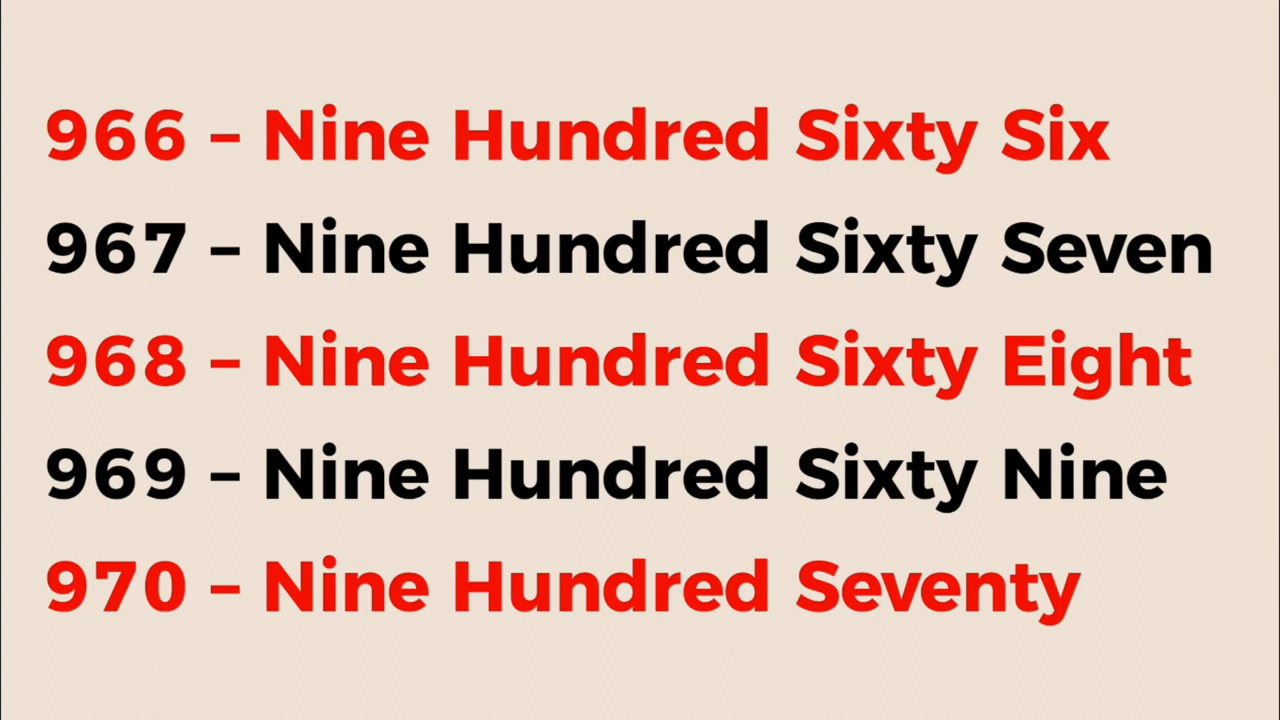 966 – Nine Hundred Sixty Six
967 – Nine Hundred Sixty Seven
968 – Nine Hundred Sixty Eight
969 – Nine Hundred Sixty Nine
970 – Nine Hundred Seventy